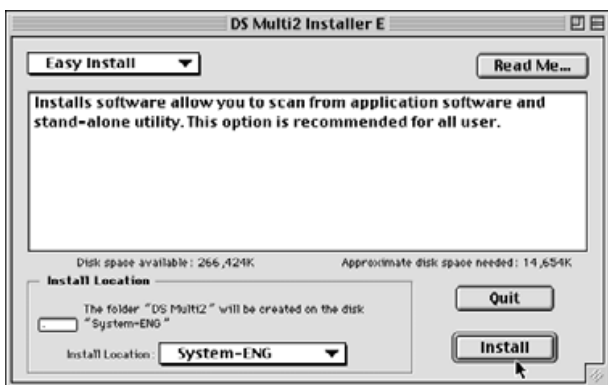 DS Multi2 Installer E
Easy Install
Read Me...
Installs software allow you to scan from application software and
stand-alone utility. This option is recommended for all user.
Disk space available: 266,424K
Approximate disk space needed: 14,654K
Install Location
The folder "DS Multi2" will be created on the disk
"System-ENG"
Install Location: System-ENG
Quit
Install